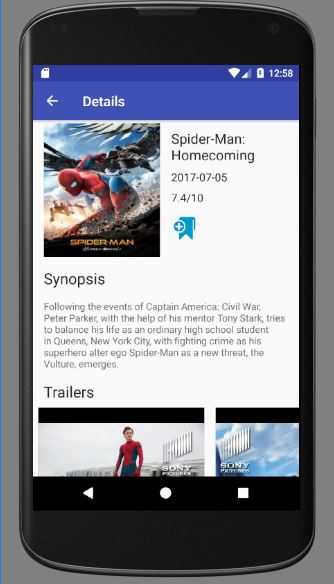 12:58
Details
SPIDER-MAN
HOMECOMING
Spider-Man:
Homecoming
2017-07-05
7.4/10
Synopsis
Following the events of Captain America: Civil War,
Peter Parker, with the help of his mentor Tony Stark, tries
to balance his life as an ordinary high school student
in Queens, New York City, with fighting crime as his
superhero alter ego Spider-Man as a new threat, the
Vulture, emerges.
Trailers
SONY
PICTURES
SONY
PICTURES